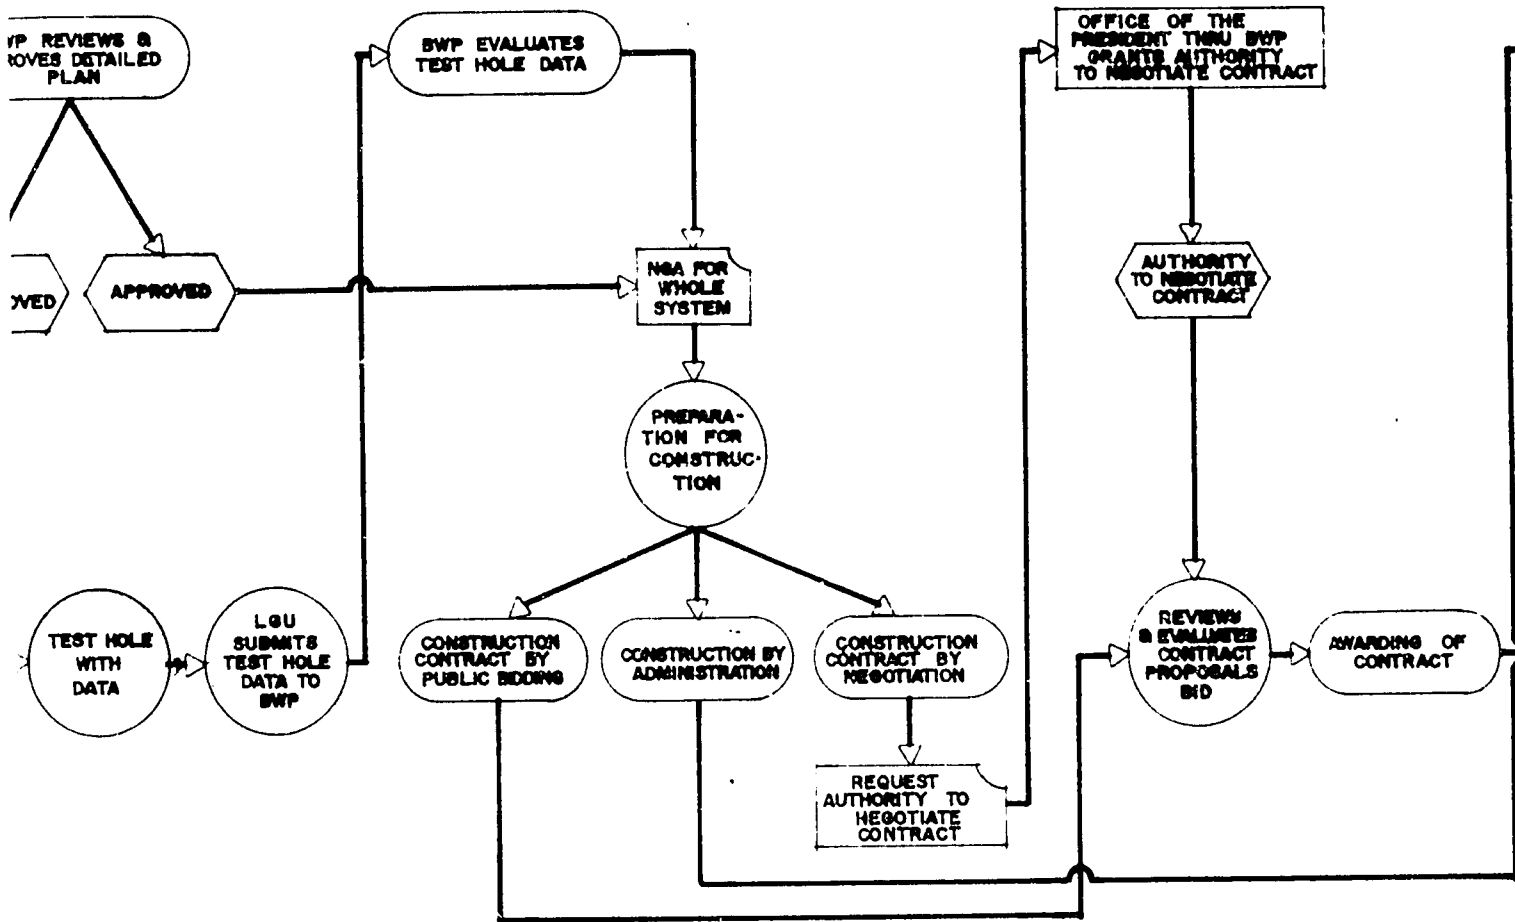 WP REVIEWS &
ROVES DETAILED
PLAN
BWP EVALUATES
TEST HOLE DATA
OFFICE OF THE
PRESIDENT THRU BWP
GRANTS AUTHORITY
TO NEGOTIATE CONTRACT
OVED
APPROVED
NGA FOR
WHOLE
SYSTEM
AUTHORITY
TO NEGOTIATE
CONTRACT
PREPARA-
TION FOR
CONSTRUC-
TION
TEST HOLE
WITH
DATA
LGU
SUBMITS
TEST HOLE
DATA TO
BWP
CONSTRUCTION
CONTRACT BY
PUBLIC BIDDING
CONSTRUCTION BY
ADMINISTRATION
CONSTRUCTION
CONTRACT BY
NEGOTIATION
REVIEWS
& EVALUATES
CONTRACT
PROPOSALS
BID
AWARDING OF
CONTRACT
REQUEST
AUTHORITY TO
NEGOTIATE
CONTRACT